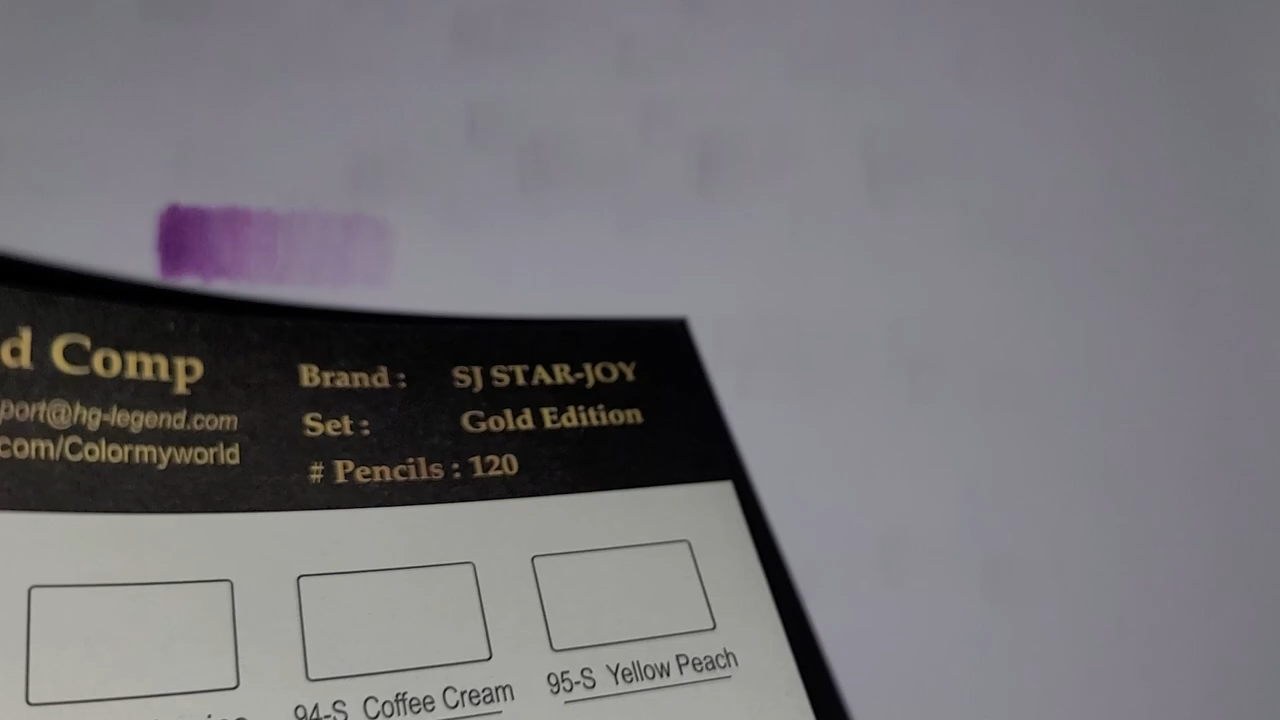 d Comp
Brand : SJ STAR-JOY
port@hg-legend.com
Set : Gold Edition
com/Colormyworld
# Pencils : 120
94-S Coffee Cream
95-S Yellow Peach